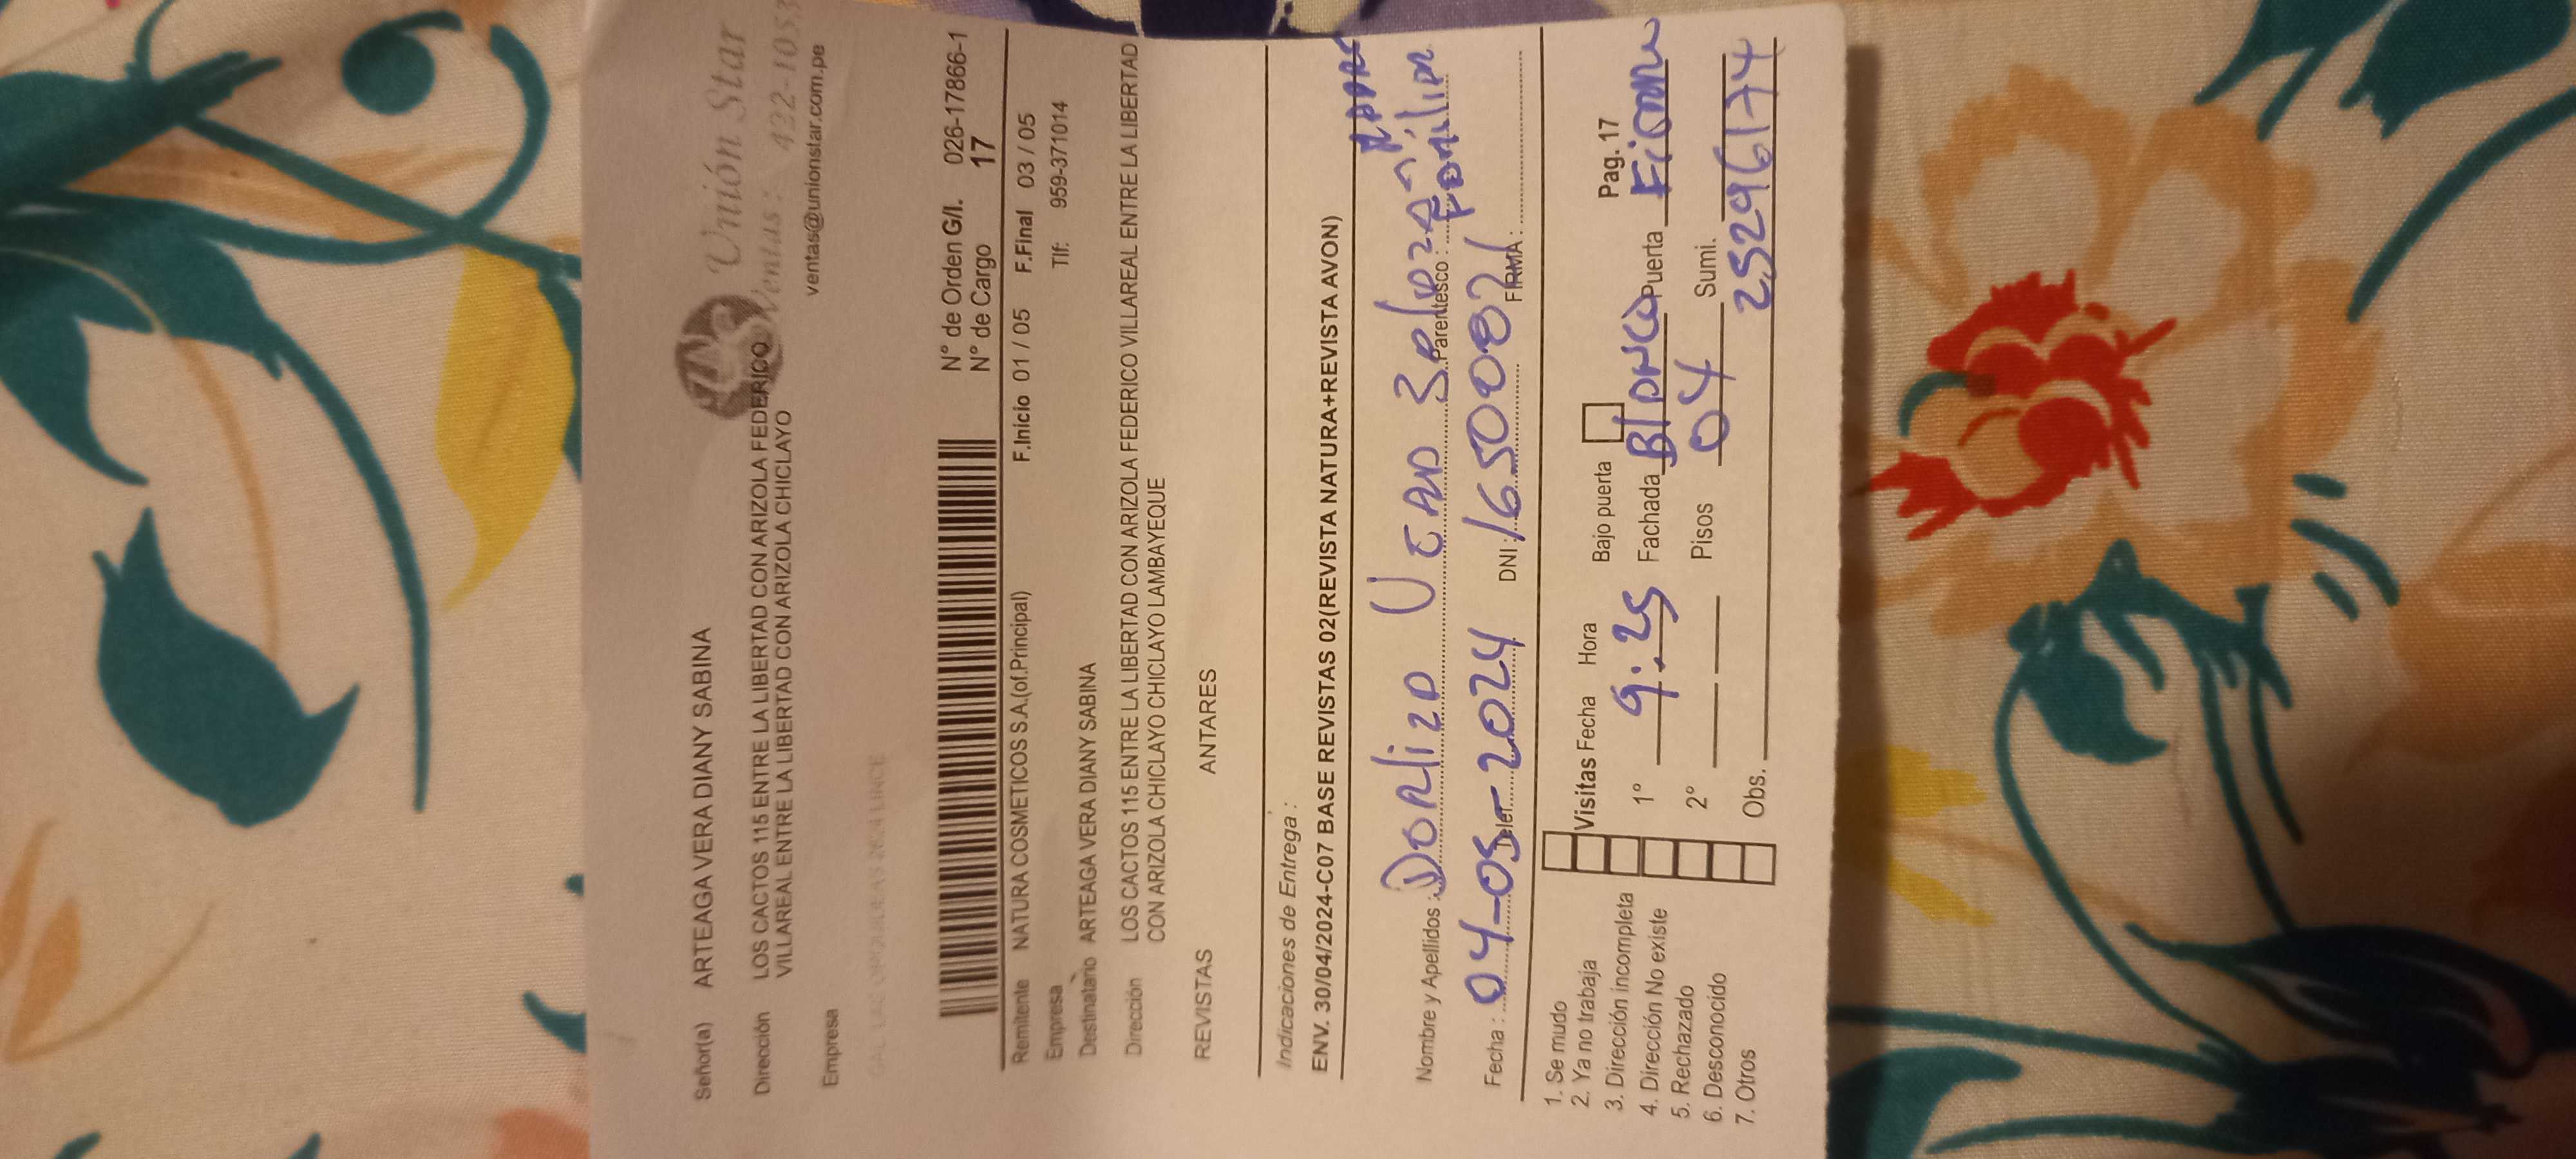 Unión Star
Ventas: 422-1053
ventas@unionstar.com.pe
Señor(a) ARTEAGA VERA DIANY SABINA
Dirección LOS CACTOS 115 ENTRE LA LIBERTAD CON ARIZOLA FEDERICO
VILLAREAL ENTRE LA LIBERTAD CON ARIZOLA CHICLAYO
Empresa
N° de Orden G/I. 026-17866-1
N° de Cargo 17
Remitente NATURA COSMETICOS S.A,(of.Principal) F.Inicio 01 / 05 F.Final 03 / 05
Empresa Tlf: 959-371014
Destinatario ARTEAGA VERA DIANY SABINA
Dirección LOS CACTOS 115 ENTRE LA LIBERTAD CON ARIZOLA FEDERICO VILLAREAL ENTRE LA LIBERTAD
CON ARIZOLA CHICLAYO CHICLAYO LAMBAYEQUE
REVISTAS ANTARES
Indicaciones de Entrega :
ENV. 30/04/2024-C07 BASE REVISTAS 02(REVISTA NATURA+REVISTA AVON)
Nombre y Apellidos : Parentesco :
Fecha : 04-05-2024 DNI: 16500821 FIRMA :
1. Se mudo
2. Ya no trabaja Visitas Fecha Hora Bajo puerta Pag. 17
3. Dirección incompleta 1° 9:25 Fachada Blanco Puerta
4. Dirección No existe
5. Rechazado 2° Pisos 04 Sumi. 25296174
6. Desconocido
7. Otros Obs.